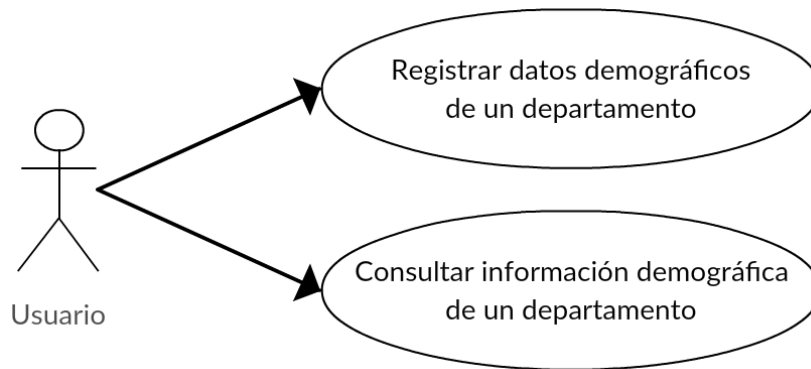 Registrar datos demográficos
de un departamento
Consultar información demográfica
de un departamento
Usuario